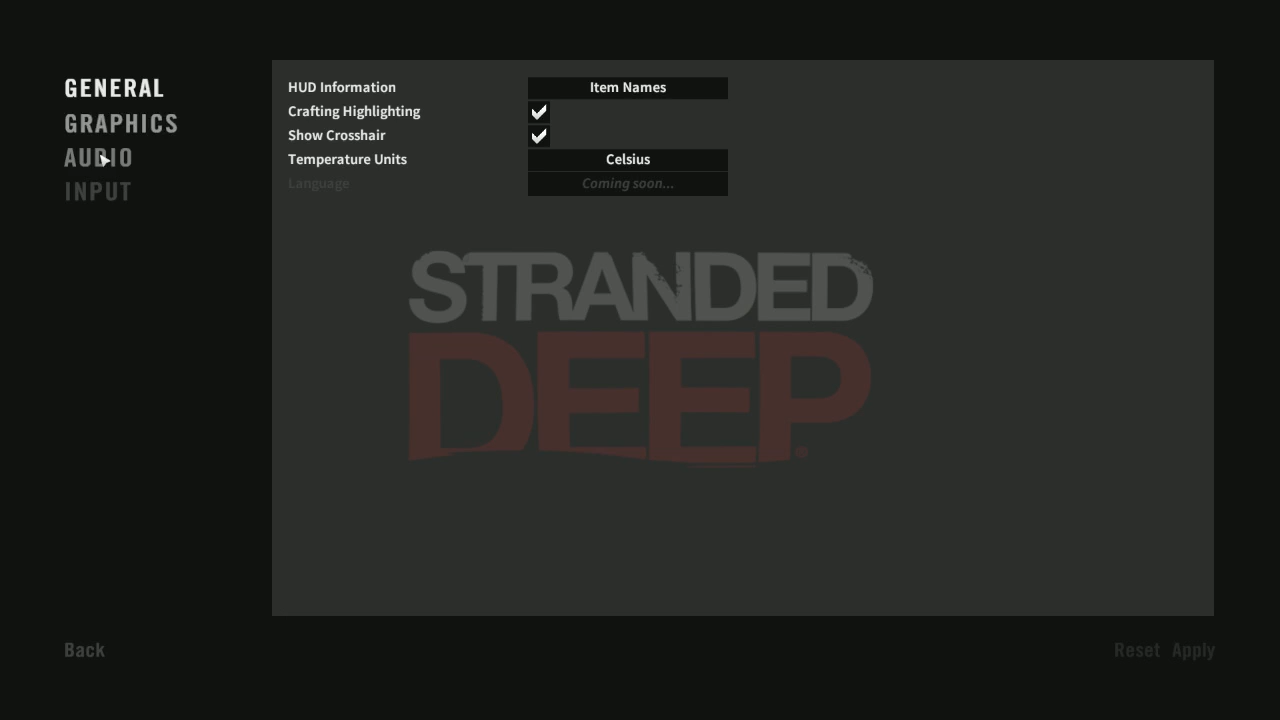 GENERAL
GRAPHICS
AUDIO
INPUT
HUD Information Item Names
Crafting Highlighting
Show Crosshair
Temperature Units Celsius
Language Coming soon...
STRANDED
DEEP®
Back
Reset Apply